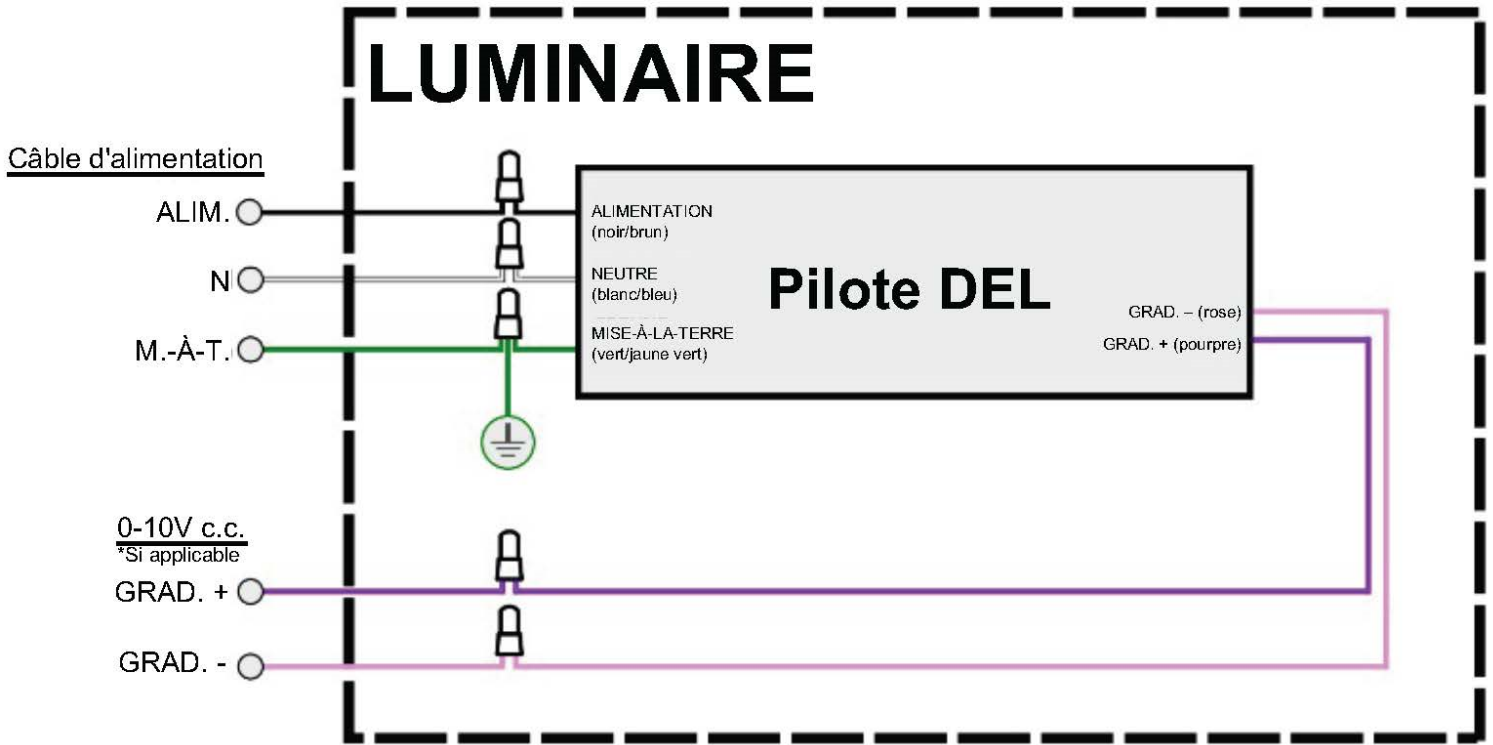 LUMINAIRE
Câble d'alimentation
ALIM.
N
M.-À-T.
ALIMENTATION
(noir/brun)
NEUTRE
(blanc/bleu)
MISE-À-LA-TERRE
(vert/jaune vert)
Pilote DEL
GRAD. – (rose)
GRAD. + (pourpre)
0-10V c.c.
*Si applicable
GRAD. +
GRAD. -